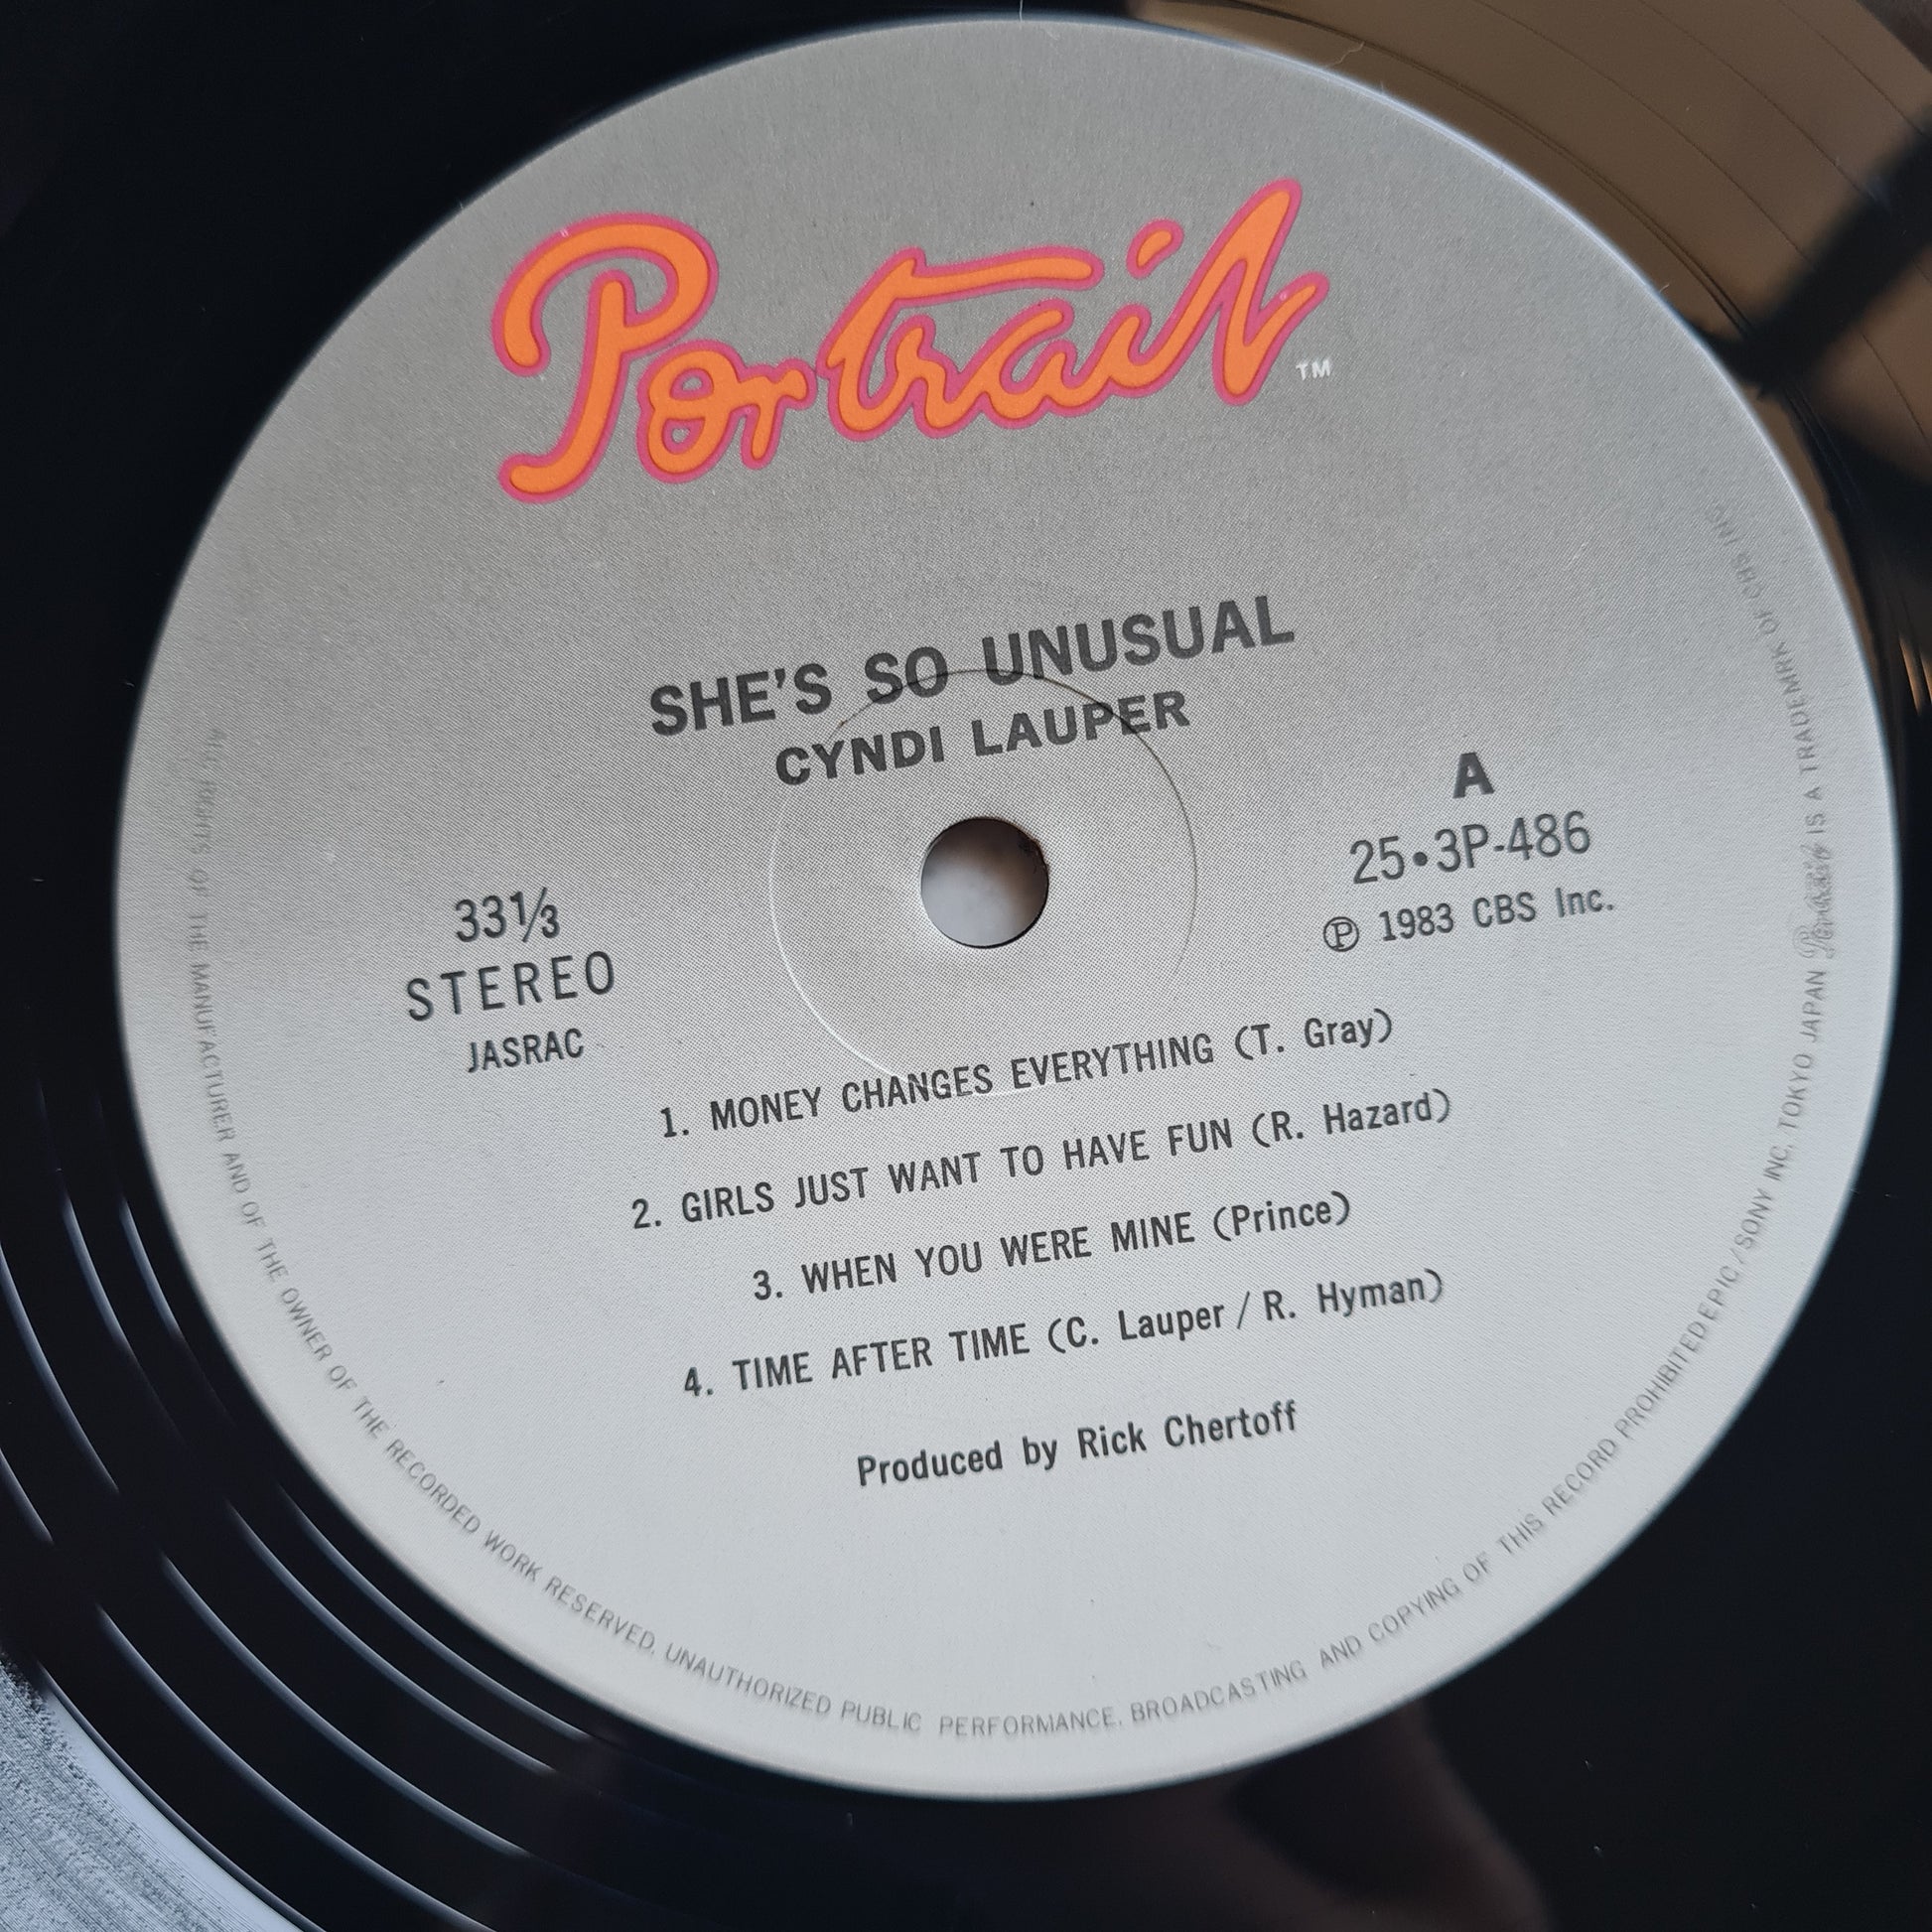 Portrait TM
SHE'S SO UNUSUAL
CYNDI LAUPER
33⅓
STEREO
JASRAC
A
25•3P-486
Ⓟ 1983 CBS Inc.
1. MONEY CHANGES EVERYTHING (T. Gray)
2. GIRLS JUST WANT TO HAVE FUN (R. Hazard)
3. WHEN YOU WERE MINE (Prince)
4. TIME AFTER TIME (C. Lauper / R. Hyman)
Produced by Rick Chertoff
ALL RIGHTS OF THE MANUFACTURER AND OF THE OWNER OF THE RECORDED WORK RESERVED. UNAUTHORIZED PUBLIC PERFORMANCE, BROADCASTING AND COPYING OF THIS RECORD PROHIBITED EPIC/SONY INC. TOKYO JAPAN Portrait IS A TRADEMARK OF CBS INC.